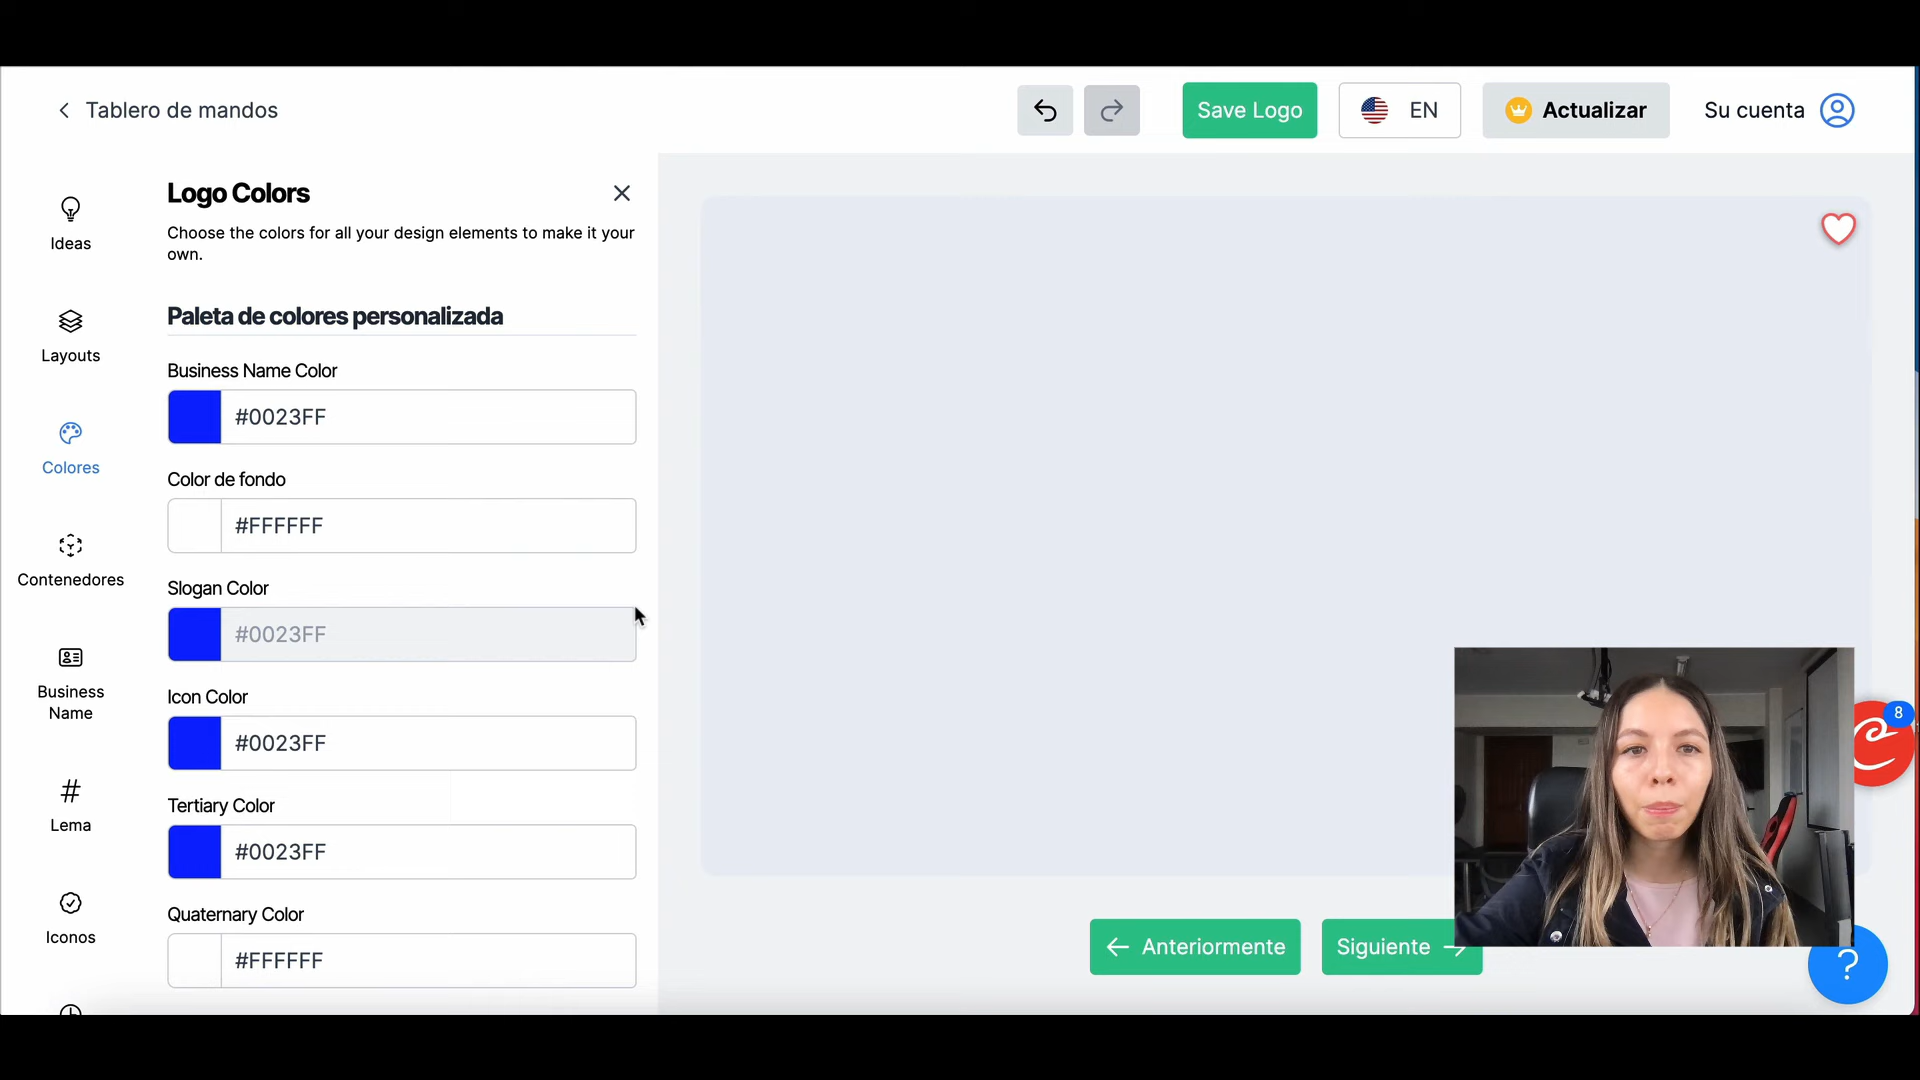 Tablero de mandos
Save Logo
EN
Actualizar
Su cuenta
Ideas
Layouts
Colores
Contenedores
Business
Name
Lema
Iconos
Logo Colors
Choose the colors for all your design elements to make it your
own.
Paleta de colores personalizada
Business Name Color
#0023FF
Color de fondo
#FFFFFF
Slogan Color
#0023FF
Icon Color
#0023FF
Tertiary Color
#0023FF
Quaternary Color
#FFFFFF
Anteriormente
Siguiente
8
?